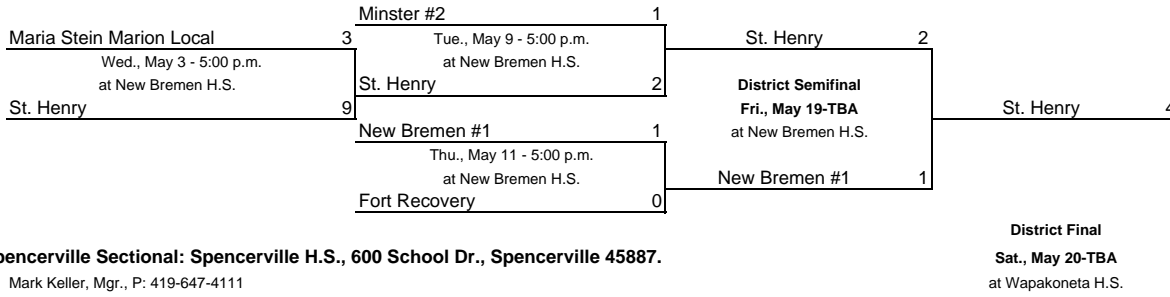 Minster #2 1
Maria Stein Marion Local 3 Tue., May 9 - 5:00 p.m. St. Henry 2
Wed., May 3 - 5:00 p.m. at New Bremen H.S.
at New Bremen H.S. St. Henry 2 District Semifinal
St. Henry 9 Fri., May 19-TBA St. Henry 4
New Bremen #1 1 at New Bremen H.S.
Thu., May 11 - 5:00 p.m.
at New Bremen H.S. New Bremen #1 1
Fort Recovery 0
District Final
pencerville Sectional: Spencerville H.S., 600 School Dr., Spencerville 45887. Sat., May 20-TBA
Mark Keller, Mgr., P: 419-647-4111 at Wapakoneta H.S.